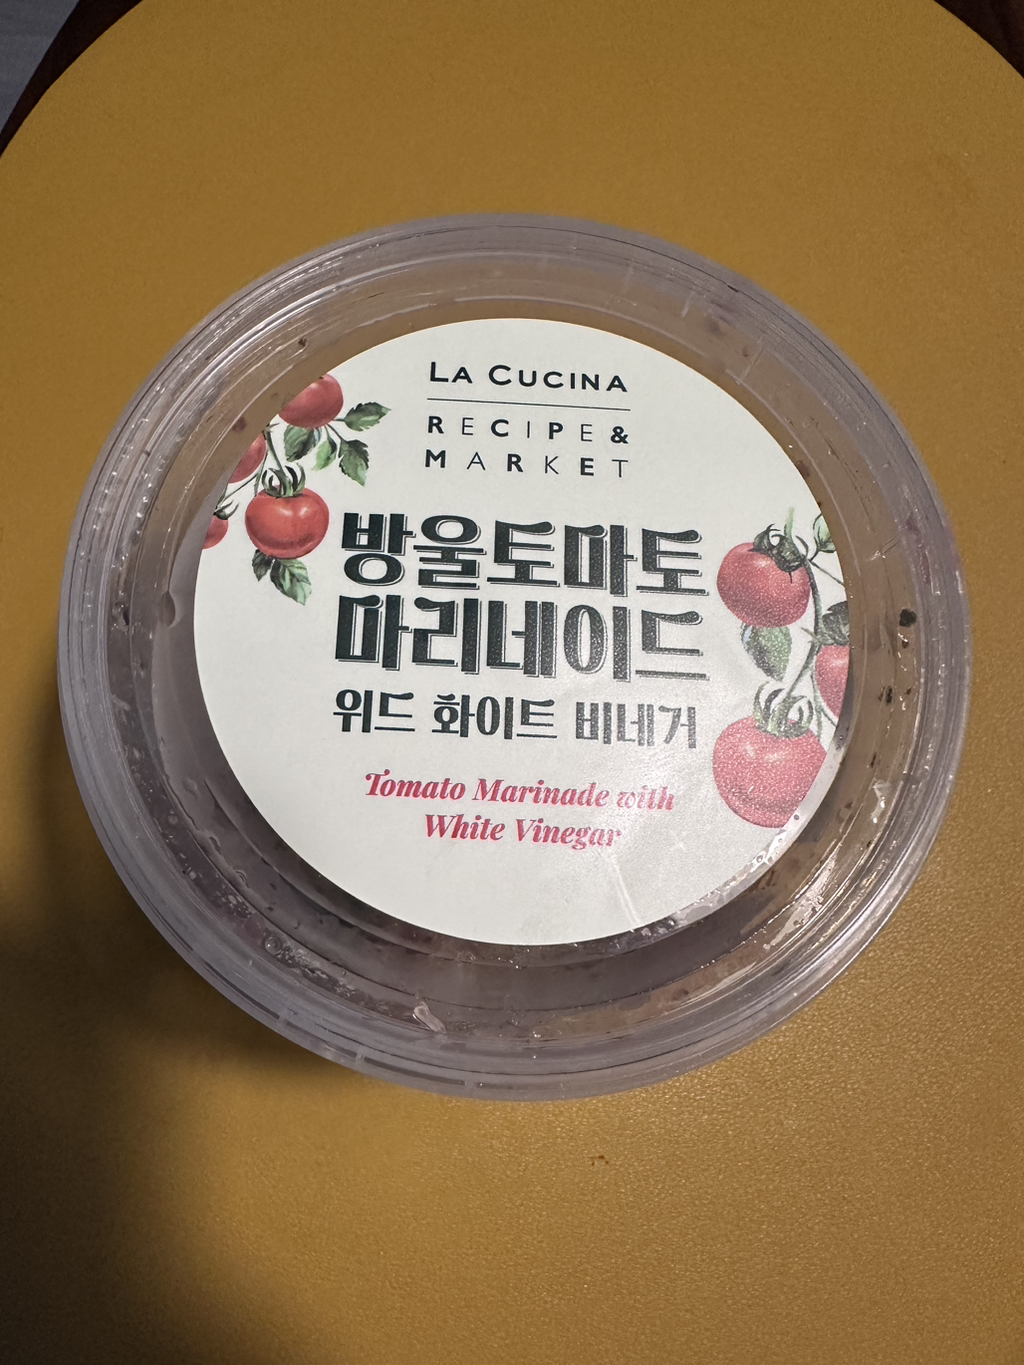 LA CUCINA
RECIPE &
MARKET
방울토마토
마리네이드
위드 화이트 비네거
Tomato Marinade with
White Vinegar